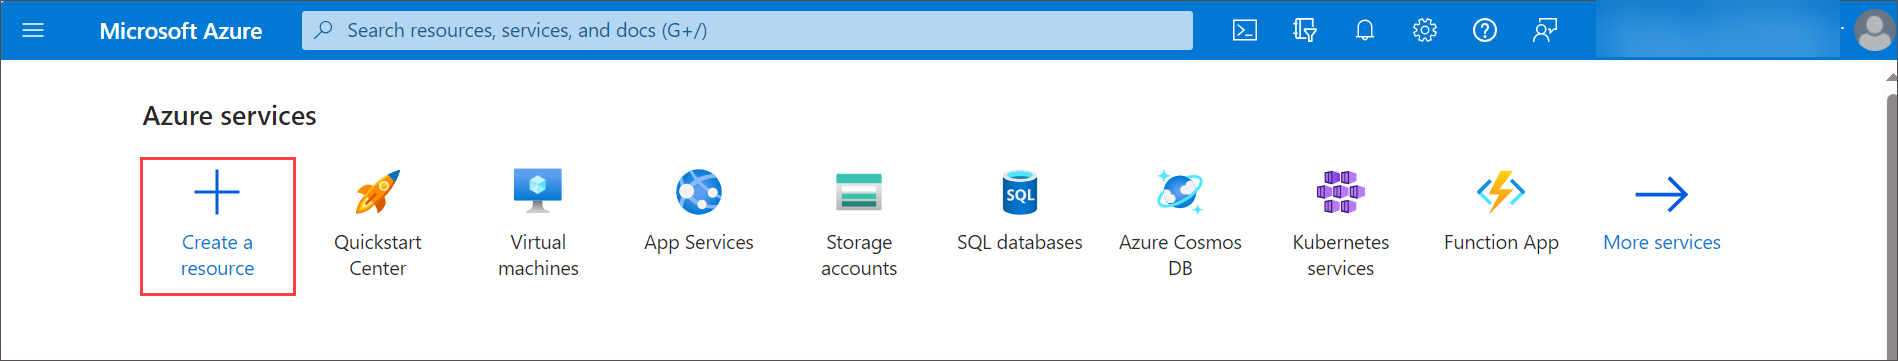 Microsoft Azure
Search resources, services, and docs (G+/)
Azure services
Create a
resource
Quickstart
Center
Virtual
machines
App Services
Storage
accounts
SQL
SQL databases
Azure Cosmos
DB
Kubernetes
services
Function App
More services